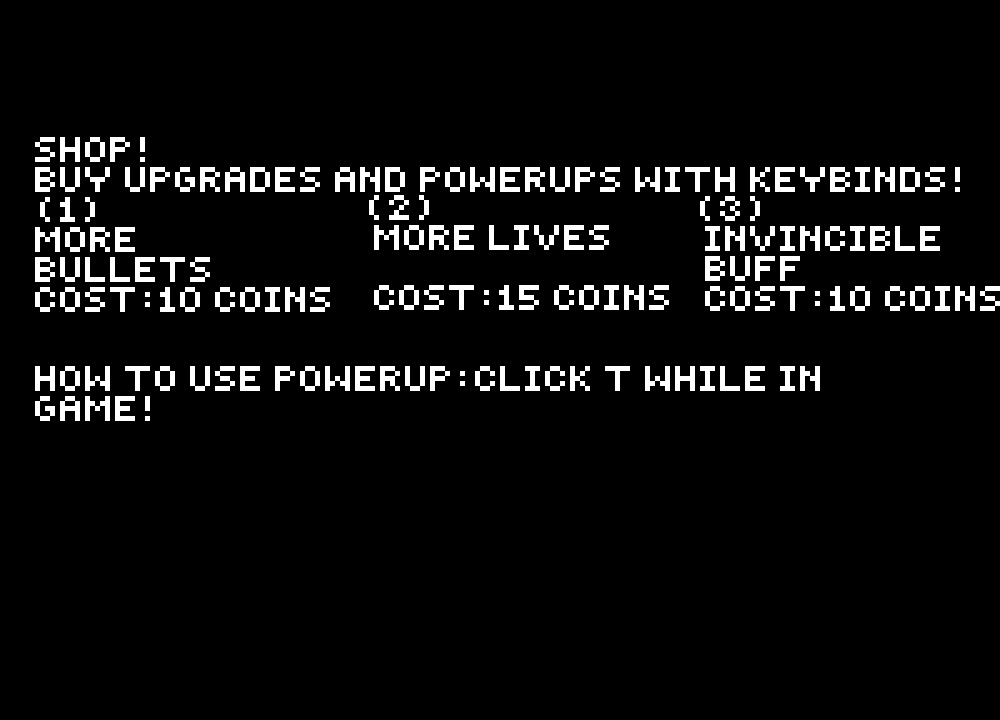 SHOP!
BUY UPGRADES AND POWERUPS WITH KEYBINDS!
(1) (2) (3)
MORE MORE LIVES INVINCIBLE
BULLETS BUFF
COST:10 COINS COST:15 COINS COST:10 COINS
HOW TO USE POWERUP:CLICK T WHILE IN
GAME!